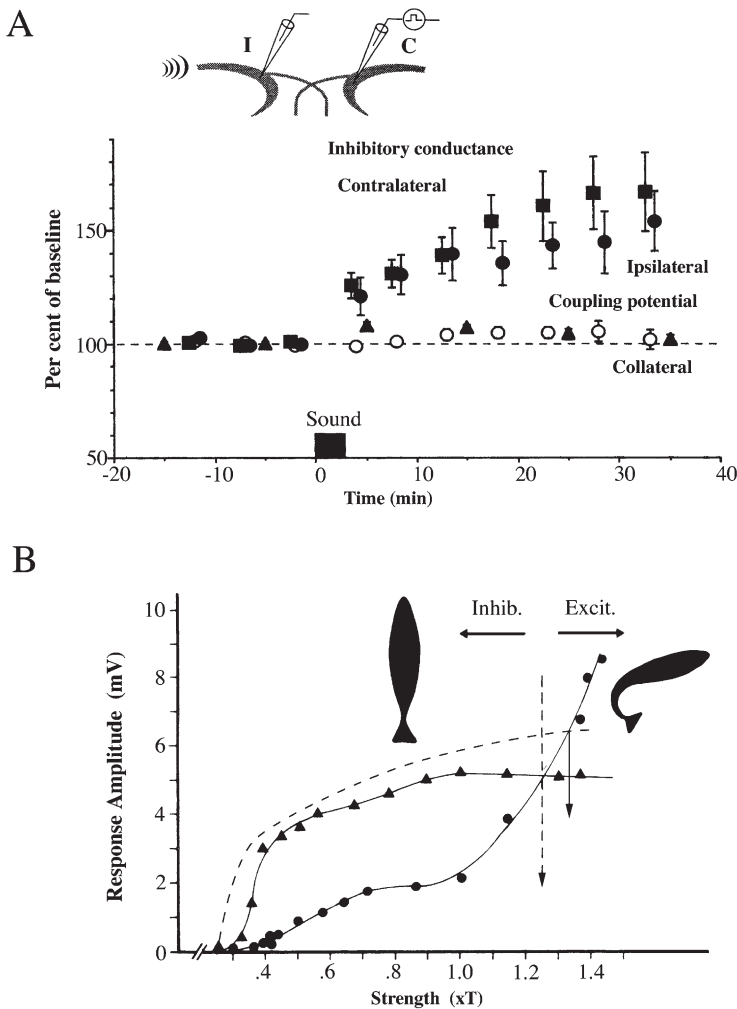 A
I
C
Inhibitory conductance
Contralateral
150
100
50
Per cent of baseline
Ipsilateral
Coupling potential
Collateral
Sound
-20 -10 0 10 20 30 40
Time (min)
B
10
8
6
4
2
0
Response Amplitude (mV)
Inhib. Excit.
.4 .6 .8 1.0 1.2 1.4
Strength (xT)